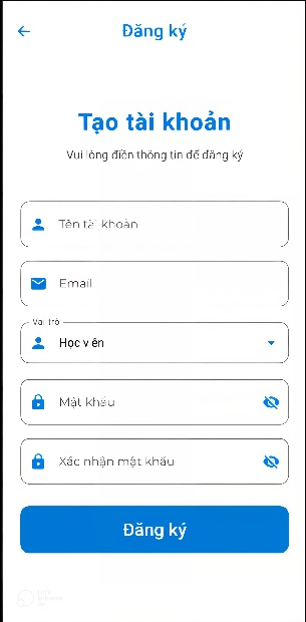 Đăng ký
Tạo tài khoản
Vui lòng điền thông tin để đăng ký
Tên tài khoản
Email
Vai trò
Học viên
Mật khẩu
Xác nhận mật khẩu
Đăng ký